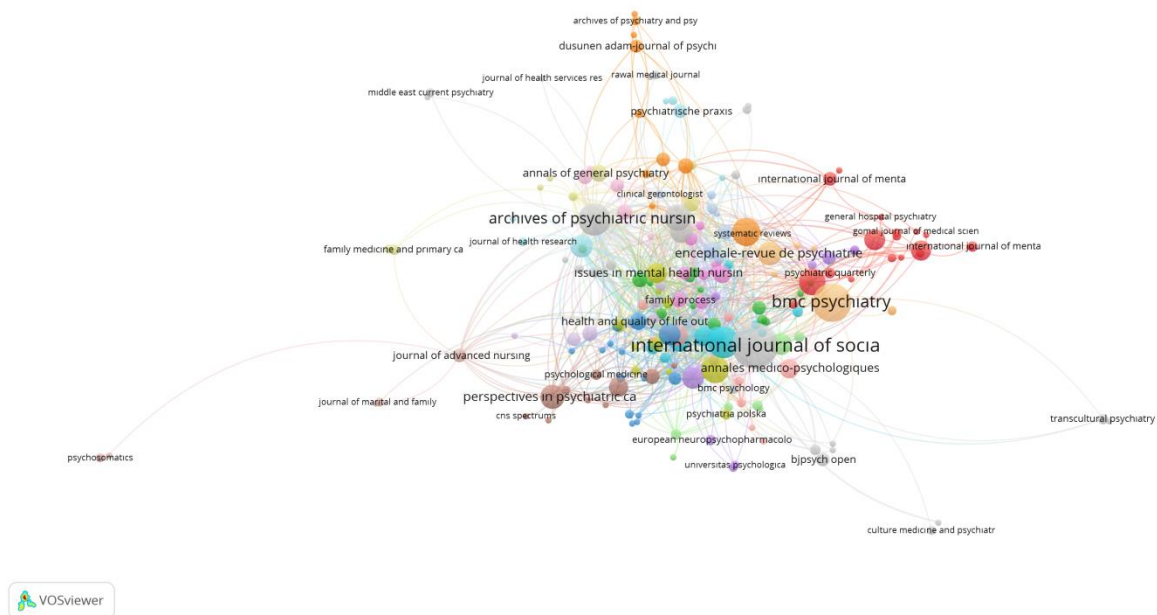 archives of psychiatry and psy
dusunen adam-journal of psychi
journal of health services res
rawal medical journal
middle east current psychiatry
psychiatrische praxis
annals of general psychiatry
international journal of menta
clinical gerontologist
archives of psychiatric nursin
general hospital psychiatry
systematic reviews
gomal journal of medical scien
journal of health research
international journal of menta
family medicine and primary ca
encephale-revue de psychiatrie
issues in mental health nursin
psychiatric quarterly
family process
bmc psychiatry
health and quality of life out
international journal of socia
journal of advanced nursing
annales medico-psychologiques
psychological medicine
bmc psychology
perspectives in psychiatric ca
journal of marital and family
cns spectrums
psychiatria polska
transcultural psychiatry
european neuropsychopharmacolo
psychosomatics
bjpsych open
universitas psychologica
culture medicine and psychiatr
VOSviewer